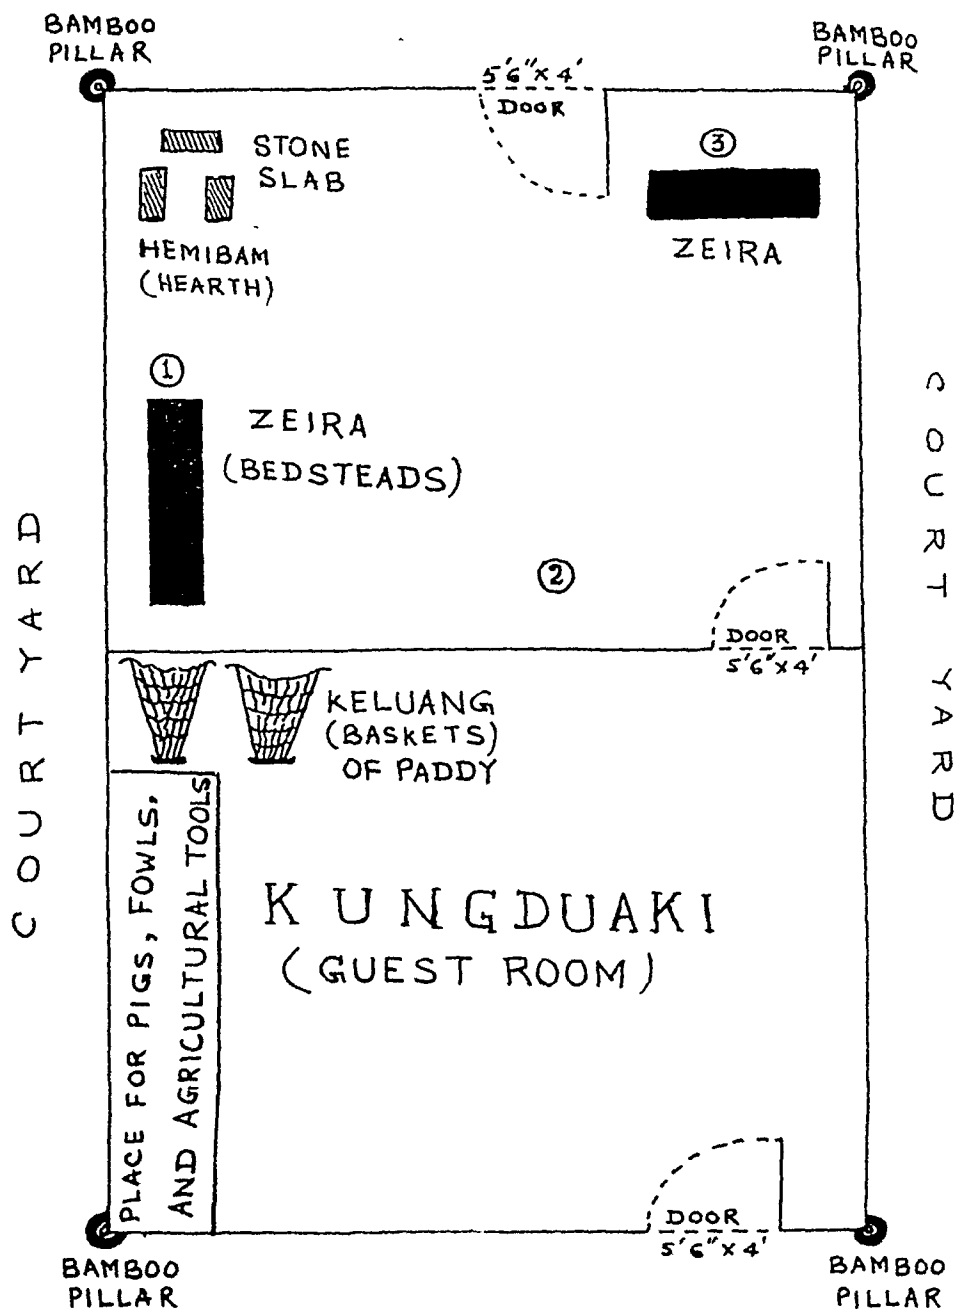 BAMBOO
PILLAR
BAMBOO
PILLAR
5'6"X4'
DOOR
STONE
SLAB
3
ZEIRA
HEMIBAM
(HEARTH)
1
ZEIRA
(BEDSTEADS)
COURT YARD
COURT YARD
2
DOOR
5'6"X4'
KELUANG
(BASKETS)
OF PADDY
PLACE FOR PIGS, FOWLS.
AND AGRICULTURAL TOOLS
KUNGDUAKI
(GUEST ROOM)
DOOR
5'6"X4'
BAMBOO
PILLAR
BAMBOO
PILLAR